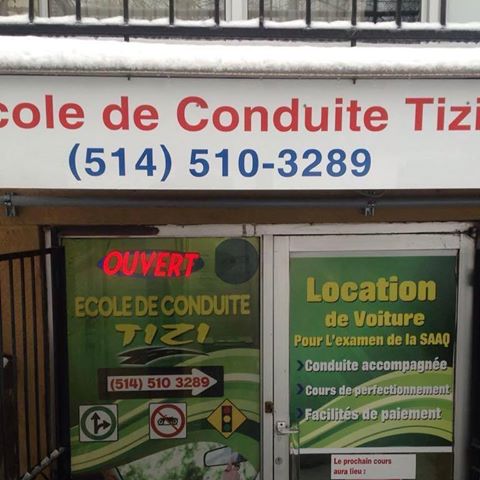 cole de Conduite Tizi
(514) 510-3289
OUVERT
ECOLE DE CONDUITE
TIZI
(514) 510 3289
Location
de Voiture
Pour L'examen de la SAAQ
Conduite accompagnée
Cours de perfectionnement
Facilités de paiement
Le prochain cours
aura lieu :